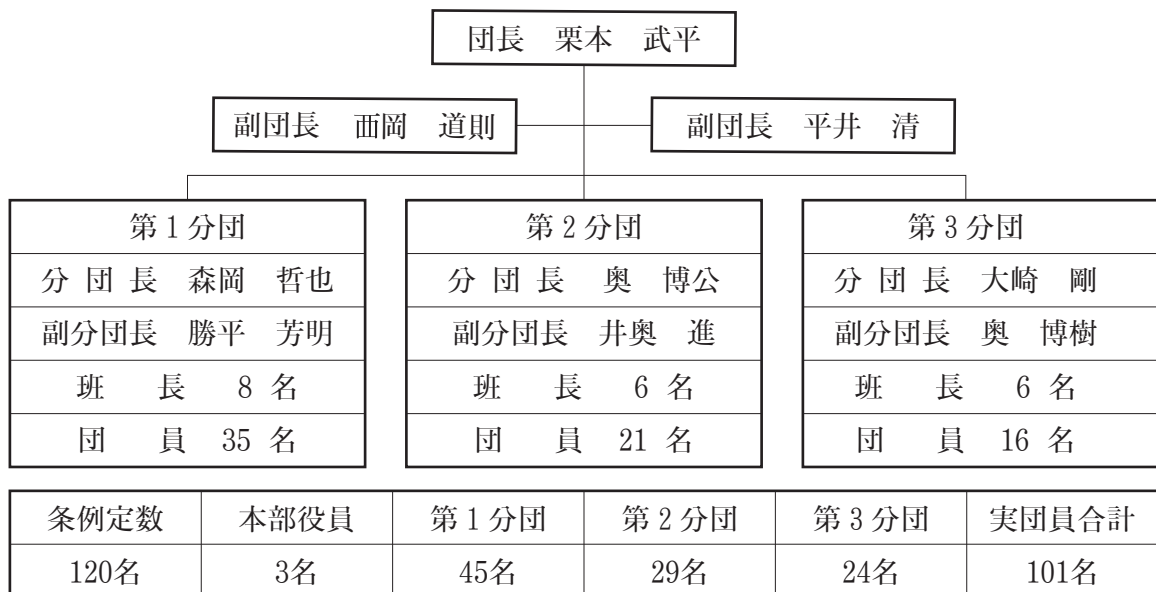 団長　栗本　武平
副団長　西岡　道則
副団長　平井　清
第1分団
分団長　森岡　哲也
副分団長　勝平　芳明
班　長　8名
団　員　35名
第2分団
分団長　奥　博公
副分団長　井奥　進
班　長　6名
団　員　21名
第3分団
分団長　大崎　剛
副分団長　奥　博樹
班　長　6名
団　員　16名
条例定数　本部役員　第1分団　第2分団　第3分団　実団員合計
120名　3名　45名　29名　24名　101名